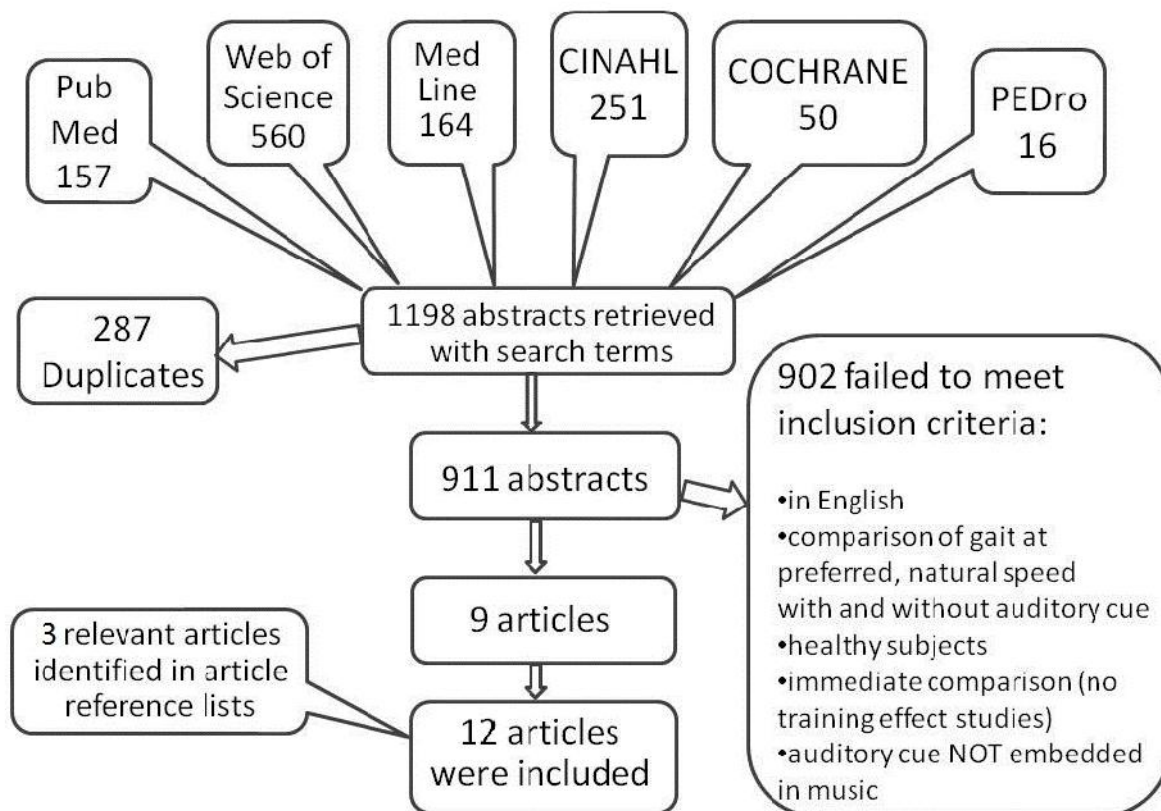 Pub
Med
157
Web of
Science
560
Med
Line
164
CINAHL
251
COCHRANE
50
PEDro
16
1198 abstracts retrieved
with search terms
287
Duplicates
911 abstracts
902 failed to meet
inclusion criteria:
•in English
•comparison of gait at
preferred, natural speed
with and without auditory cue
•healthy subjects
•immediate comparison (no
training effect studies)
•auditory cue NOT embedded
in music
9 articles
3 relevant articles
identified in article
reference lists
12 articles
were included